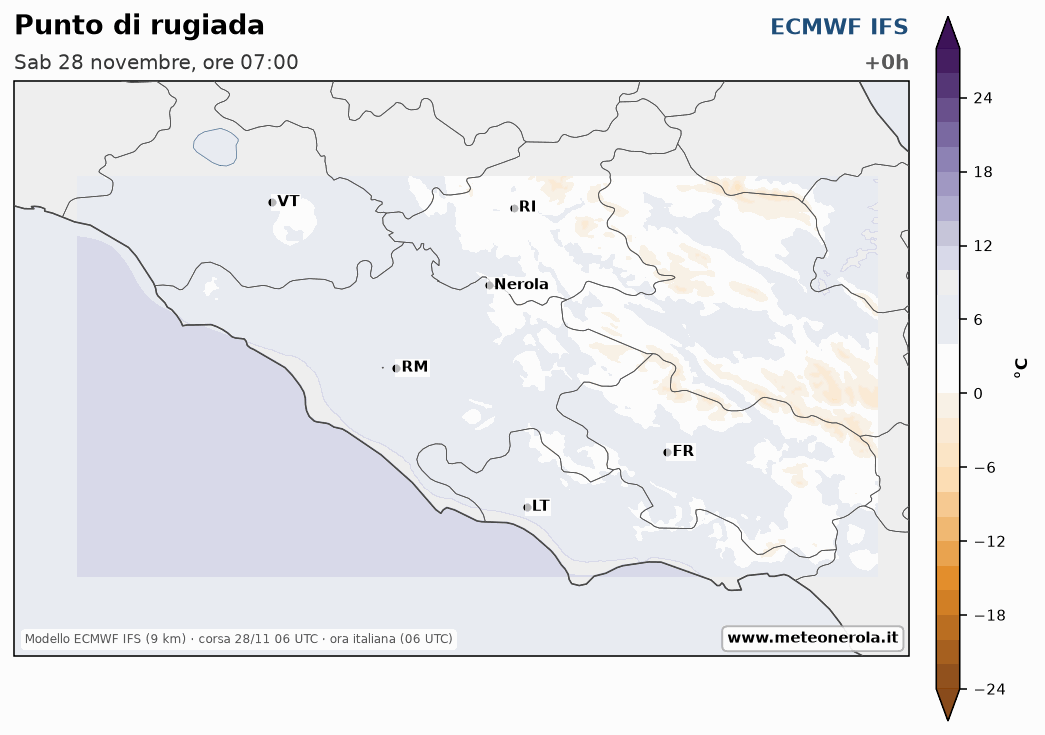 Punto di rugiada
ECMWF IFS
Sab 28 novembre, ore 07:00
+0h
VT
RI
Nerola
RM
FR
LT
24
18
12
6
0
−6
−12
−18
−24
°C
Modello ECMWF IFS (9 km) · corsa 28/11 06 UTC · ora italiana (06 UTC)
www.meteonerola.it